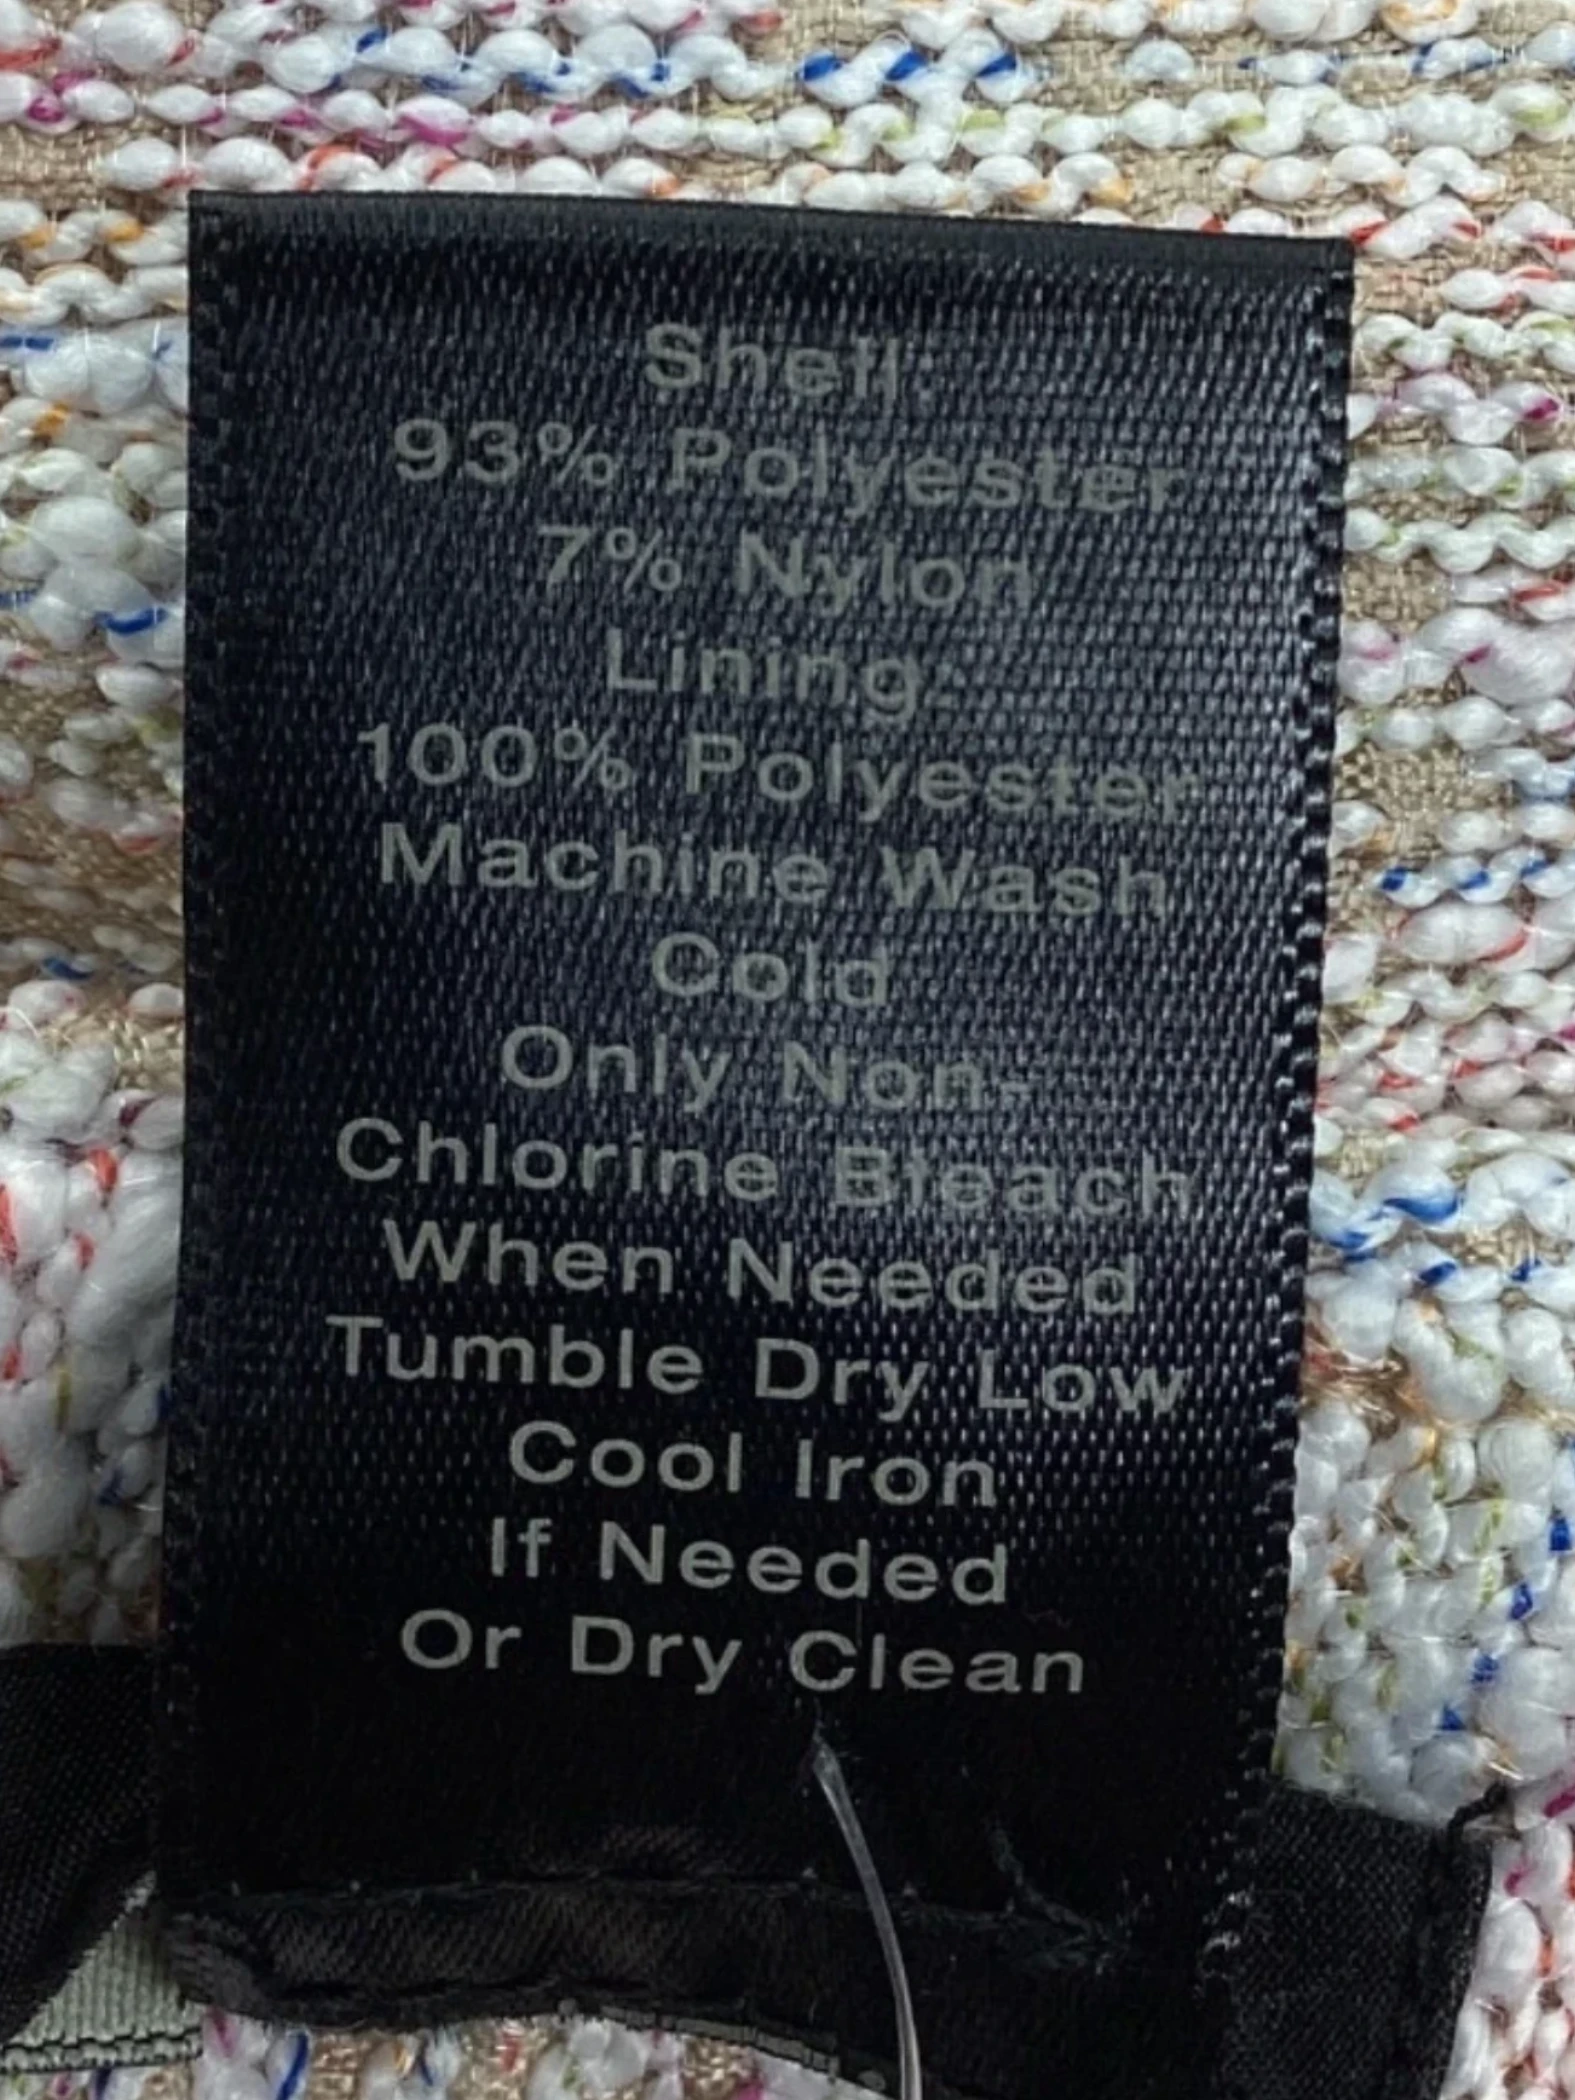 Shell:
93% Polyester
7% Nylon
Lining:
100% Polyester
Machine Wash
Cold
Only Non-
Chlorine Bleach
When Needed
Tumble Dry Low
Cool Iron
If Needed
Or Dry Clean